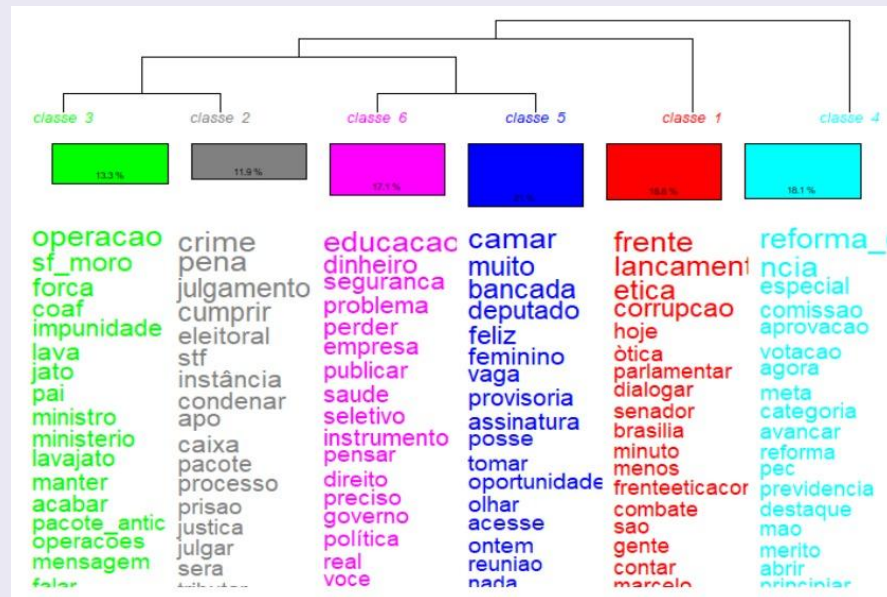 classe 3
classe 2
classe 6
classe 5
classe 1
classe 4
13.3 %
11.9 %
17.1 %
18.1 %
operacao
sf_moro
forca
coaf
impunidade
lava
jato
pai
ministro
ministerio
lavajato
manter
acabar
pacote_antic
operacoes
mensagem
falar
crime
pena
julgamento
cumprir
eleitoral
stf
instância
condenar
apo
caixa
pacote
processo
prisao
justica
julgar
sera
educacao
dinheiro
seguranca
problema
perder
empresa
publicar
saude
seletivo
instrumento
pensar
direito
preciso
governo
política
real
voce
camar
muito
bancada
deputado
feliz
feminino
vaga
provisoria
assinatura
posse
tomar
oportunidade
olhar
acesse
ontem
reuniao
nada
frente
lancament
etica
corrupcao
hoje
òtica
parlamentar
dialogar
senador
brasilia
minuto
menos
frenteeticacor
combate
sao
gente
contar
marcelo
reforma_
ncia
especial
comissao
aprovacao
votacao
agora
meta
categoria
avancar
reforma
pec
previdencia
destaque
mao
merito
abrir
principiar